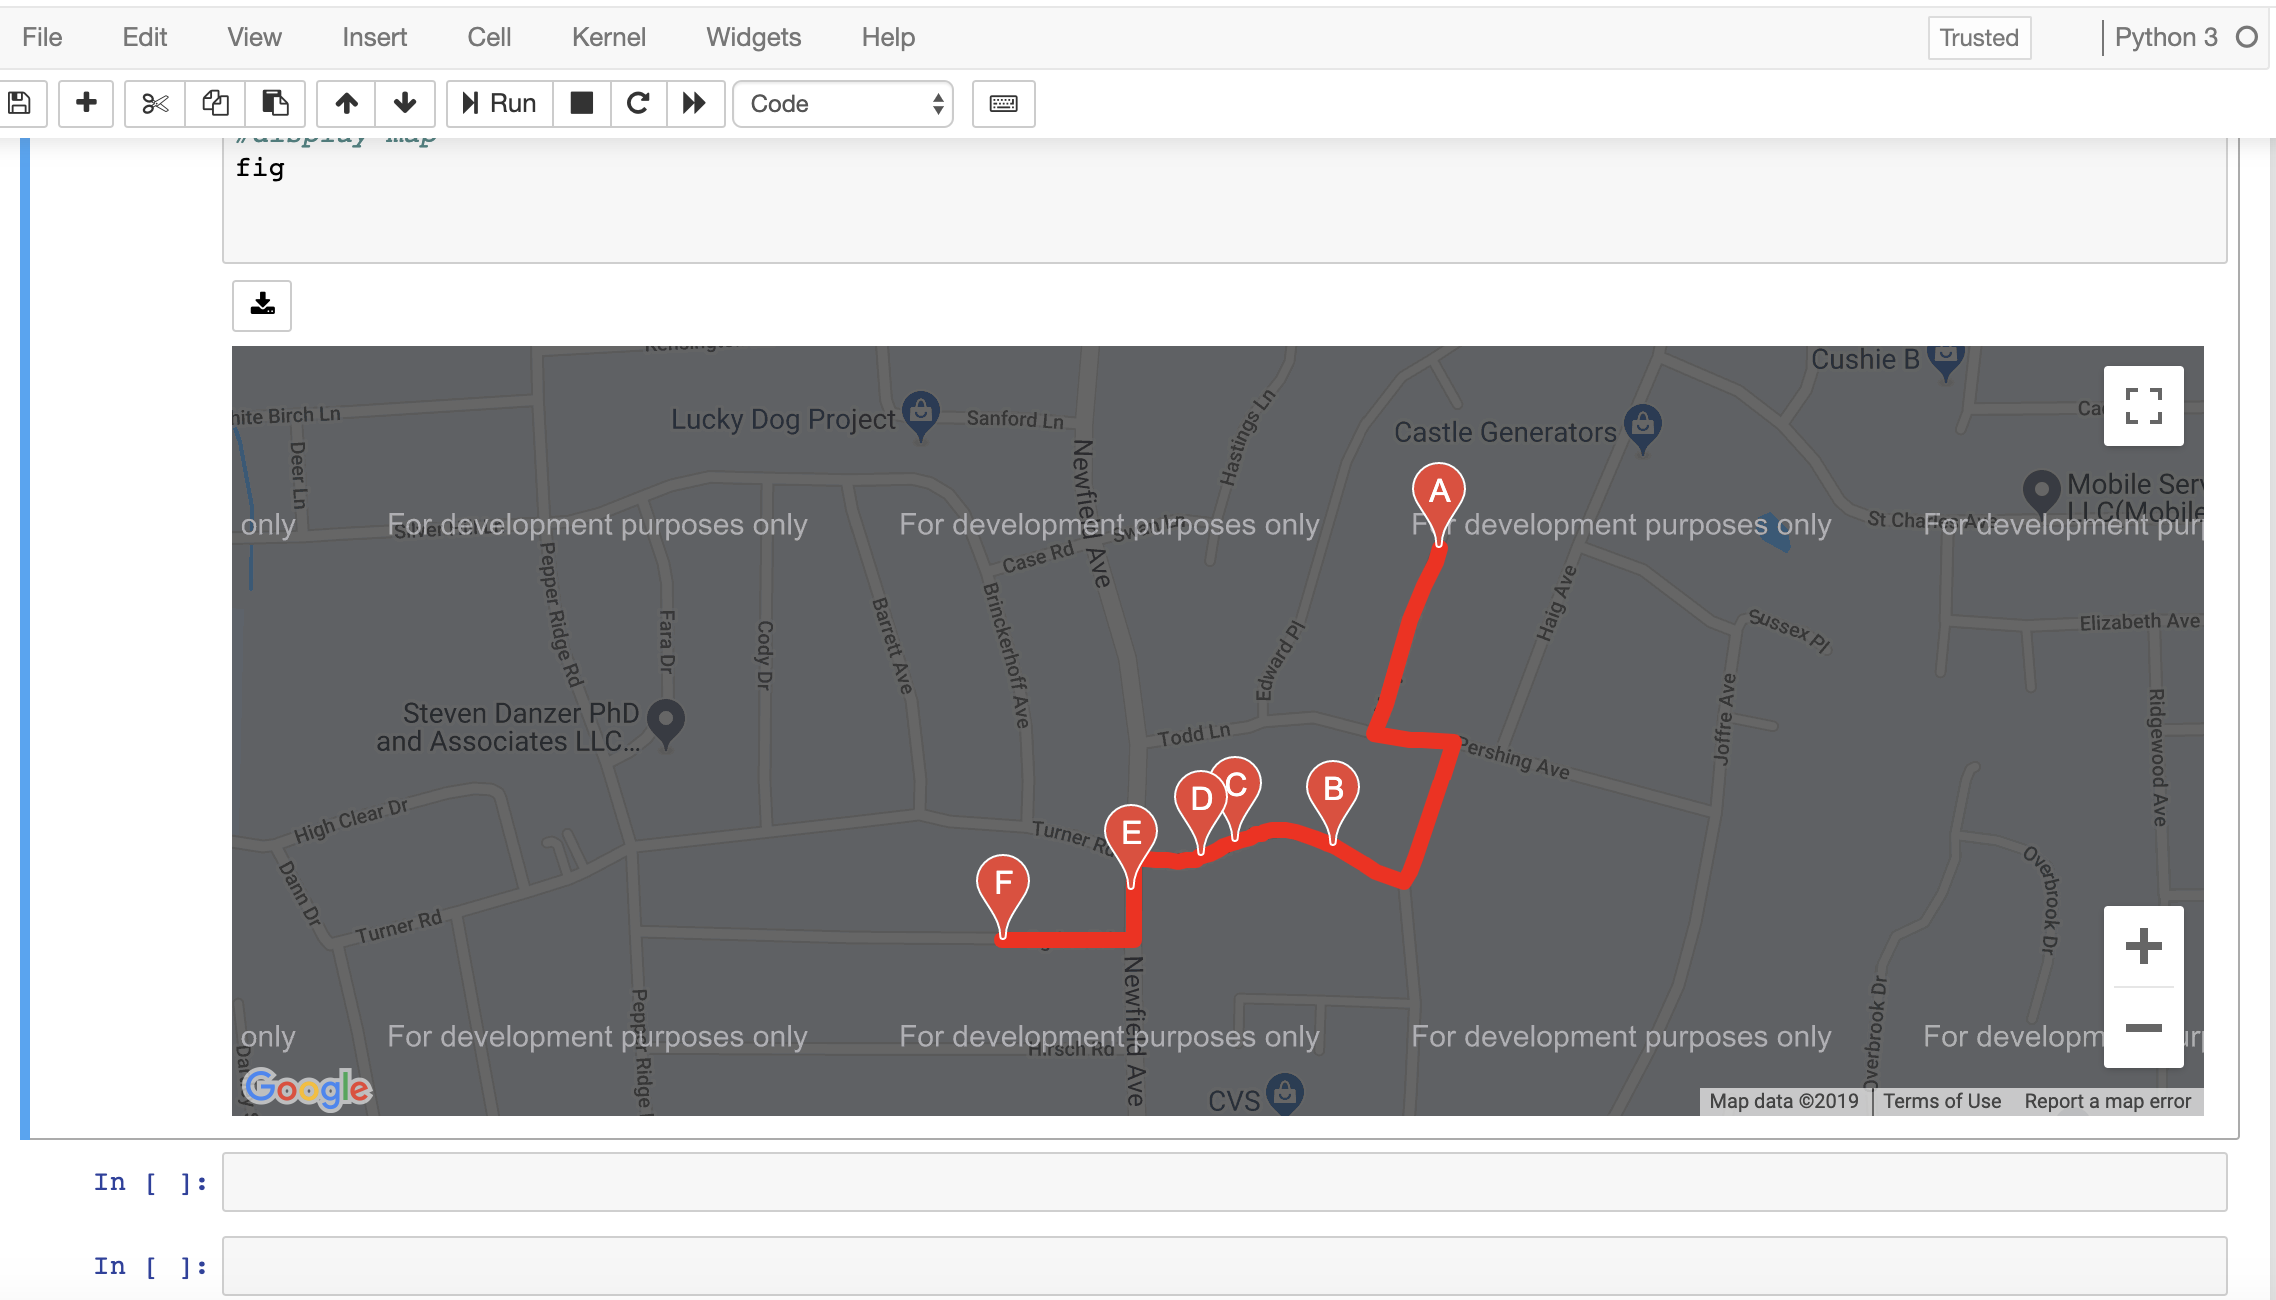 File Edit View Insert Cell Kernel Widgets Help Trusted Python 3
Run Code
#display map
fig
Cushie B
hite Birch Ln
Lucky Dog Project
Sanford Ln
Castle Generators
Deer Ln
Newfield Ave
Hastings Ln
A
Mobile Serv
LLC(Mobile
only
For development purposes only
For development purposes only
For development purposes only
For development purp
St Charles Ave
Swan Ln
Case Rd
Pepper Ridge Rd
Fara Dr
Cody Dr
Barrett Ave
Brinckerhoff Ave
Edward Pl
Haig Ave
Sussex Pl
Elizabeth Ave
Joffre Ave
Ridgewood Ave
Steven Danzer PhD
and Associates LLC...
Todd Ln
Pershing Ave
B
C
D
E
F
High Clear Dr
Turner Rd
Dann Dr
Turner Rd
Overbrook Dr
Newfield Ave
Overbrook Dr
Pepper Ridge
only
For development purposes only
For development purposes only
For development purposes only
For developm
Hirsch Rd
CVS
Google
Map data ©2019 Terms of Use Report a map error
In [ ]:
In [ ]: